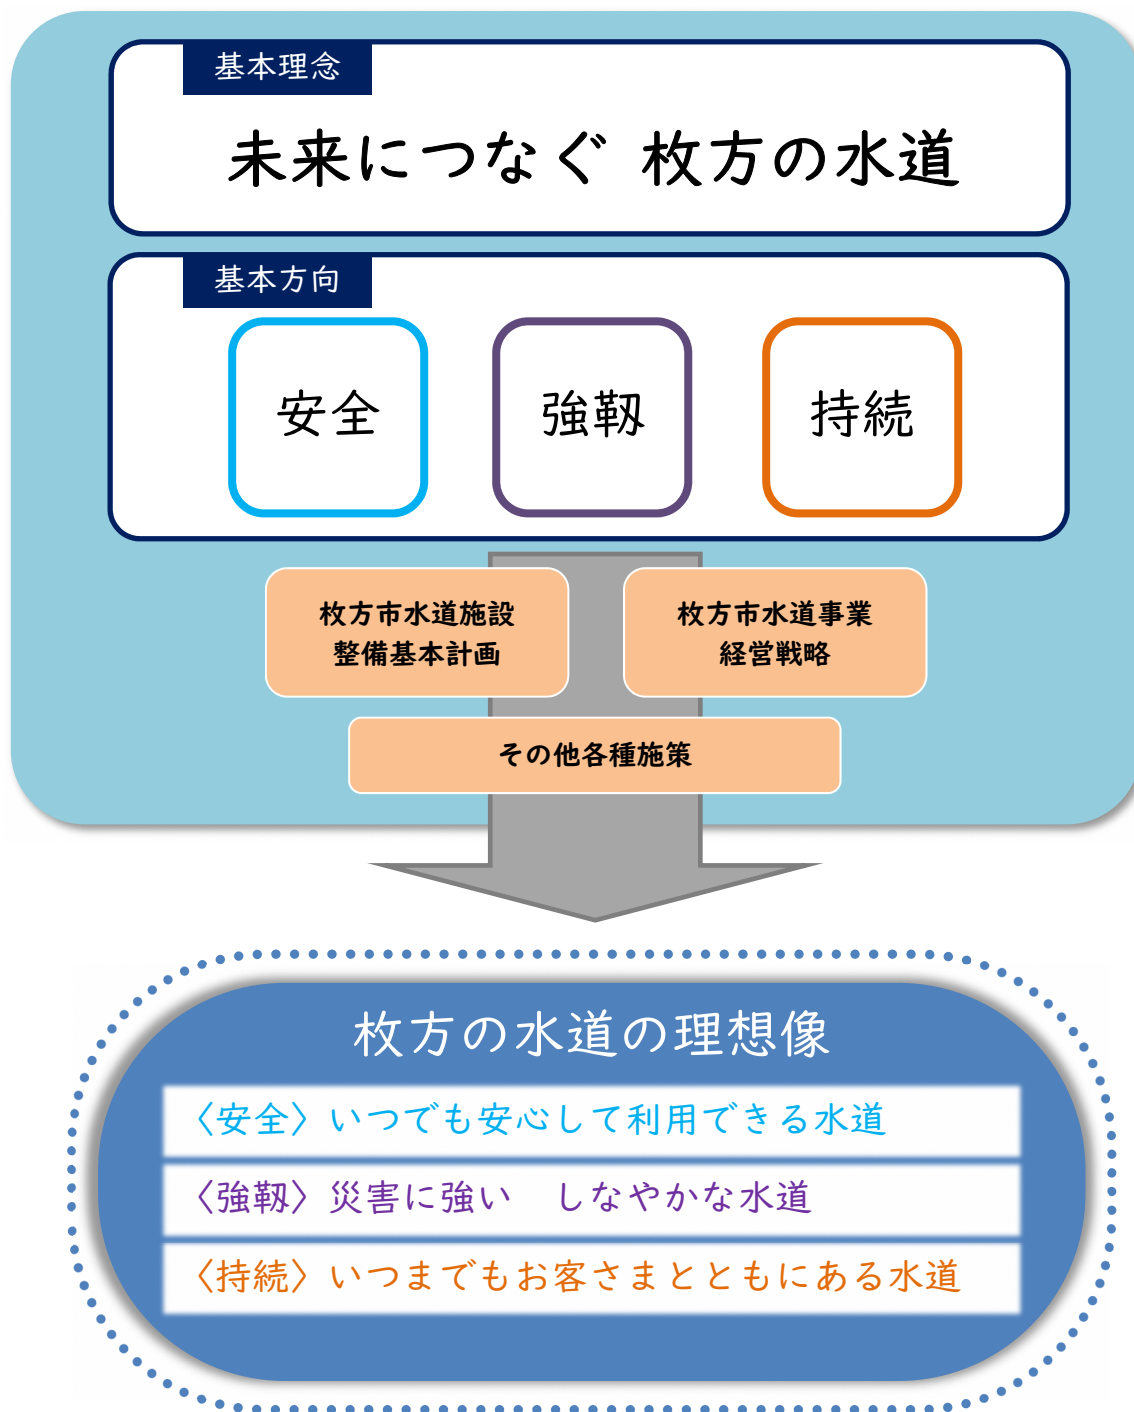 基本理念
未来につなぐ 枚方の水道
基本方向
安全
強靱
持続
枚方市水道施設
整備基本計画
枚方市水道事業
経営戦略
その他各種施策
枚方の水道の理想像
〈安全〉いつでも安心して利用できる水道
〈強靱〉災害に強い　しなやかな水道
〈持続〉いつまでもお客さまとともにある水道